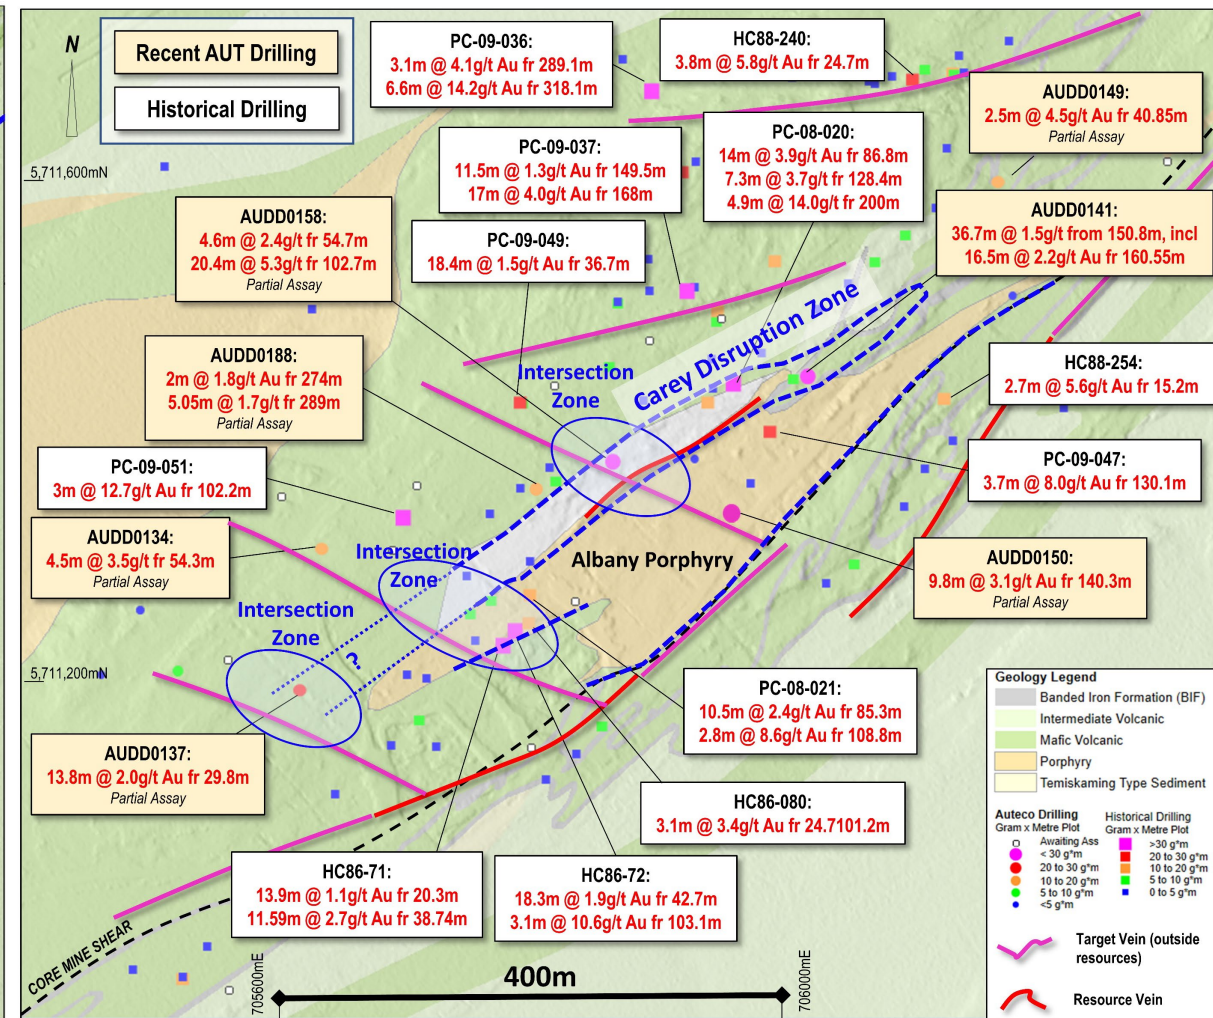 N
Recent AUT Drilling
Historical Drilling
PC-09-036:
3.1m @ 4.1g/t Au fr 289.1m
6.6m @ 14.2g/t Au fr 318.1m
HC88-240:
3.8m @ 5.8g/t Au fr 24.7m
AUDD0149:
2.5m @ 4.5g/t Au fr 40.85m
Partial Assay
PC-09-037:
11.5m @ 1.3g/t Au fr 149.5m
17m @ 4.0g/t Au fr 168m
PC-08-020:
14m @ 3.9g/t Au fr 86.8m
7.3m @ 3.7g/t fr 128.4m
4.9m @ 14.0g/t fr 200m
5,711,600mN
AUDD0158:
4.6m @ 2.4g/t fr 54.7m
20.4m @ 5.3g/t fr 102.7m
Partial Assay
PC-09-049:
18.4m @ 1.5g/t Au fr 36.7m
AUDD0141:
36.7m @ 1.5g/t from 150.8m, incl
16.5m @ 2.2g/t Au fr 160.55m
AUDD0188:
2m @ 1.8g/t Au fr 274m
5.05m @ 1.7g/t fr 289m
Partial Assay
Intersection
Zone
Carey Disruption Zone
HC88-254:
2.7m @ 5.6g/t Au fr 15.2m
PC-09-051:
3m @ 12.7g/t Au fr 102.2m
PC-09-047:
3.7m @ 8.0g/t Au fr 130.1m
AUDD0134:
4.5m @ 3.5g/t fr 54.3m
Partial Assay
Intersection
Zone
Albany Porphyry
AUDD0150:
9.8m @ 3.1g/t Au fr 140.3m
Partial Assay
Intersection
Zone
?
5,711,200mN
PC-08-021:
10.5m @ 2.4g/t Au fr 85.3m
2.8m @ 8.6g/t Au fr 108.8m
AUDD0137:
13.8m @ 2.0g/t Au fr 29.8m
Partial Assay
HC86-080:
3.1m @ 3.4g/t Au fr 24.7101.2m
HC86-71:
13.9m @ 1.1g/t Au fr 20.3m
11.59m @ 2.7g/t Au fr 38.74m
HC86-72:
18.3m @ 1.9g/t Au fr 42.7m
3.1m @ 10.6g/t Au fr 103.1m
CORE MINE SHEAR
705600mE
400m
706000mE
Geology Legend
Banded Iron Formation (BIF)
Intermediate Volcanic
Mafic Volcanic
Porphyry
Temiskaming Type Sediment
Auteco Drilling
Gram x Metre Plot
Awaiting Ass
< 30 g*m
20 to 30 g*m
10 to 20 g*m
5 to 10 g*m
<5 g*m
Historical Drilling
Gram x Metre Plot
>30 g*m
20 to 30 g*m
10 to 20 g*m
5 to 10 g*m
0 to 5 g*m
Target Vein (outside
resources)
Resource Vein